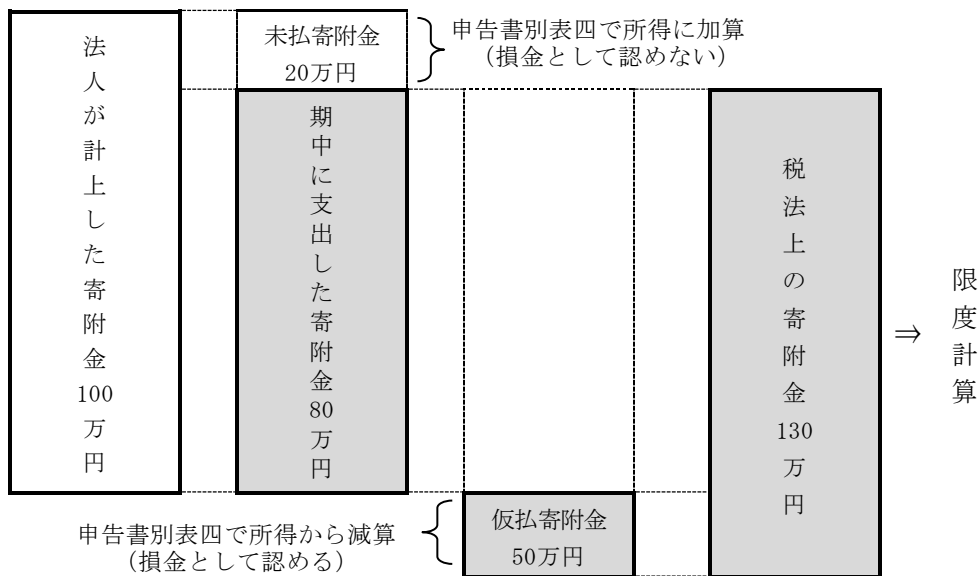 法人が計上した寄附金100万円
未払寄附金
20万円
申告書別表四で所得に加算
（損金として認めない）
期中に支出した寄附金80万円
税法上の寄附金130万円
⇒
限度計算
申告書別表四で所得から減算
（損金として認める）
仮払寄附金
50万円